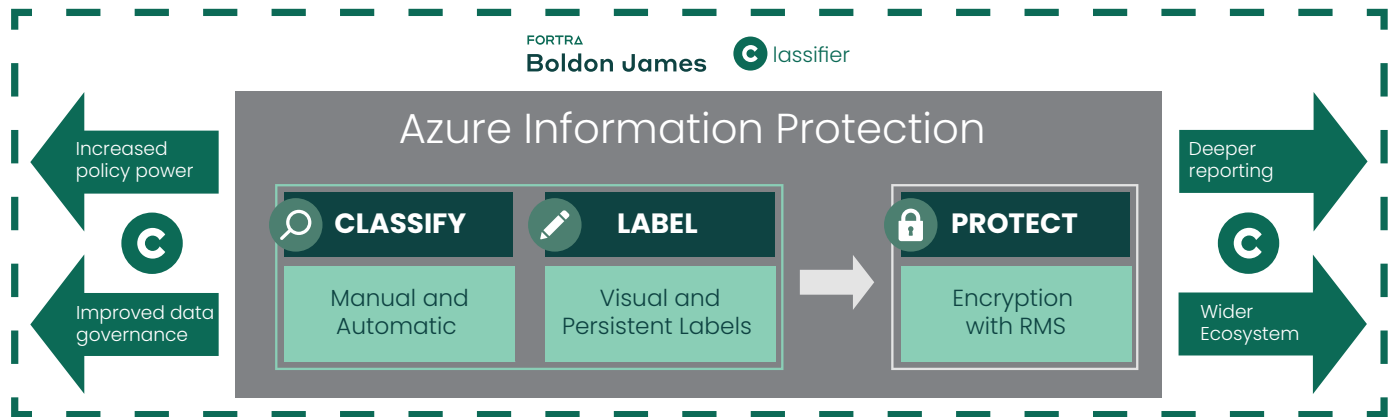 FORTRA
Boldon James
C lassifier
Azure Information Protection
Increased
policy power
C
Improved data
governance
CLASSIFY
Manual and
Automatic
LABEL
Visual and
Persistent Labels
PROTECT
Encryption
with RMS
Deeper
reporting
C
Wider
Ecosystem